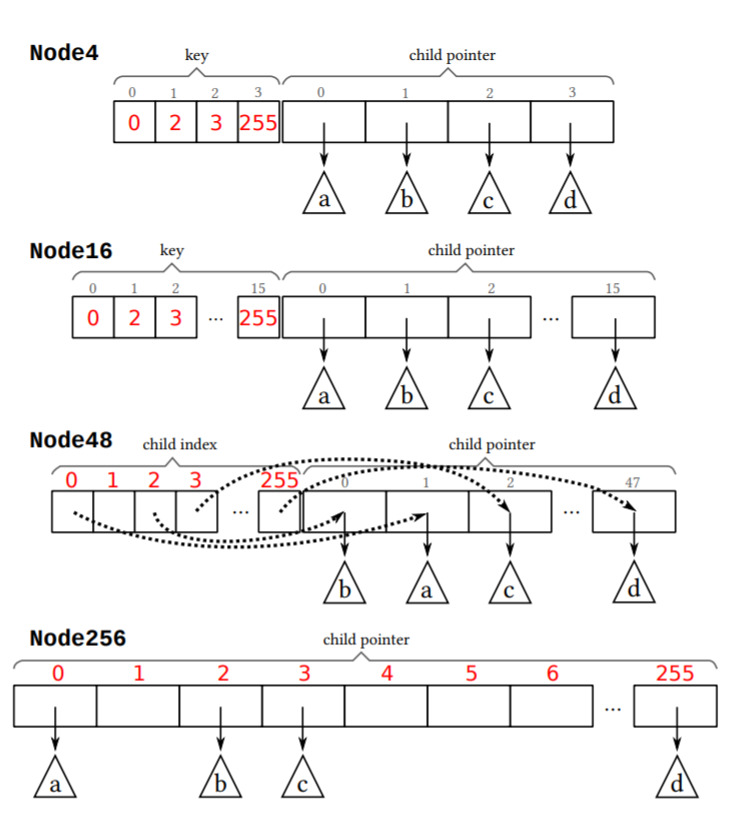 Node4
key child pointer
0 1 2 3 0 1 2 3
0 2 3 255
a b c d
Node16
key child pointer
0 1 2 15 0 1 2 15
0 2 3 ... 255 ...
a b c d
Node48
child index child pointer
0 1 2 3 255 0 1 2 47
... ...
b a c d
Node256
child pointer
0 1 2 3 4 5 6 255
...
a b c d